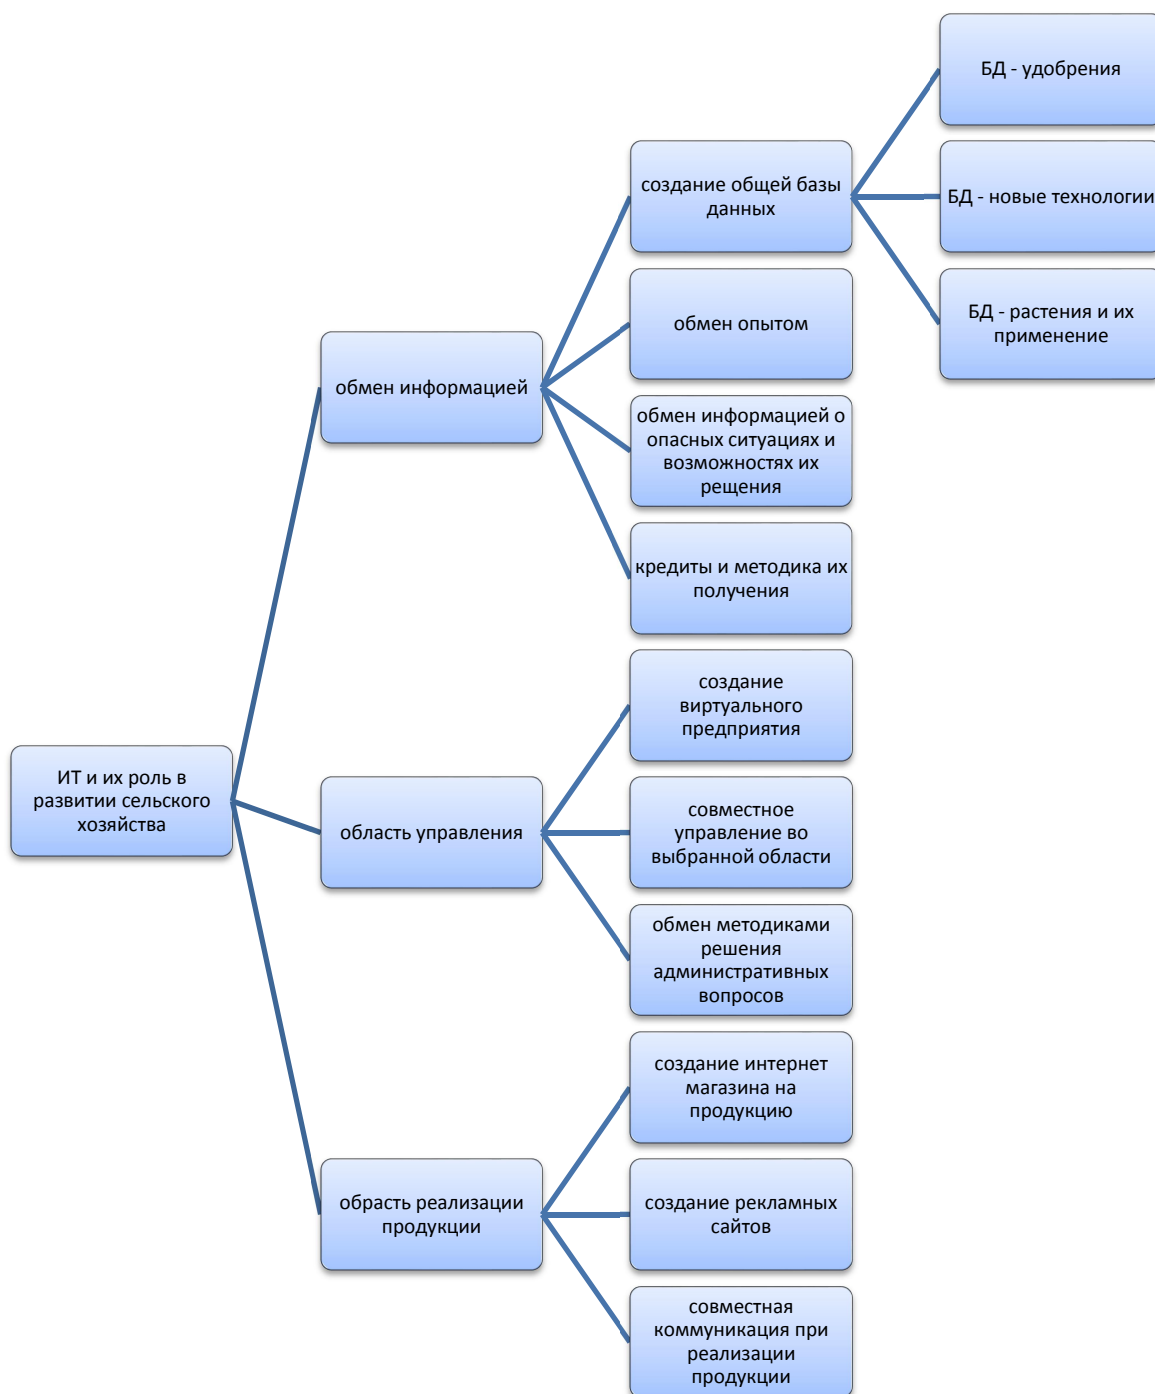 БД - удобрения
создание общей базы
данных
БД - новые технологии
обмен опытом
БД - растения и их
применение
обмен информацией
обмен информацией о
опасных ситуациях и
возможностях их
рещения
кредиты и методика их
получения
создание
виртуального
предприятия
ИТ и их роль в
развитии сельского
хозяйства
область управления
совместное
управление во
выбранной области
обмен методиками
решения
административных
вопросов
создание интернет
магазина на
продукцию
обрасть реализации
продукции
создание рекламных
сайтов
совместная
коммуникация при
реализации
продукции